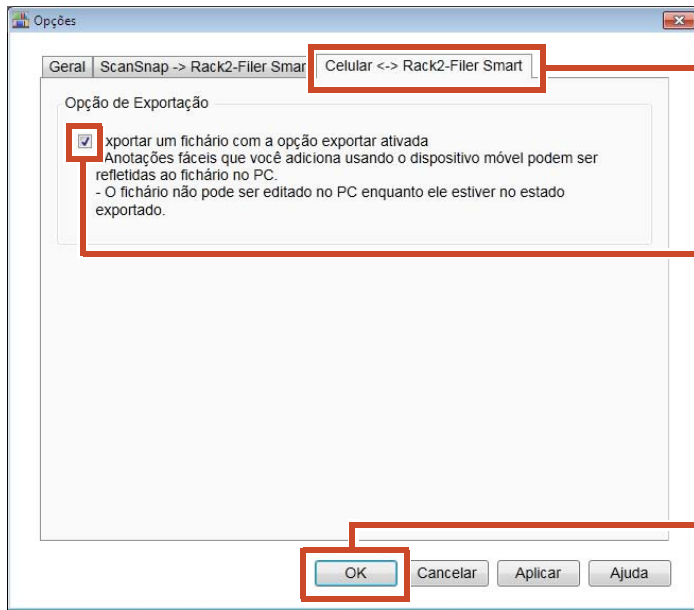 Opções
Geral
ScanSnap -> Rack2-Filer Smar
Celular <-> Rack2-Filer Smart
Opção de Exportação
xportar um fichário com a opção exportar ativada
Anotações fáceis que você adiciona usando o dispositivo móvel podem ser
refletidas ao fichário no PC.
- O fichário não pode ser editado no PC enquanto ele estiver no estado
exportado.
OK
Cancelar
Aplicar
Ajuda